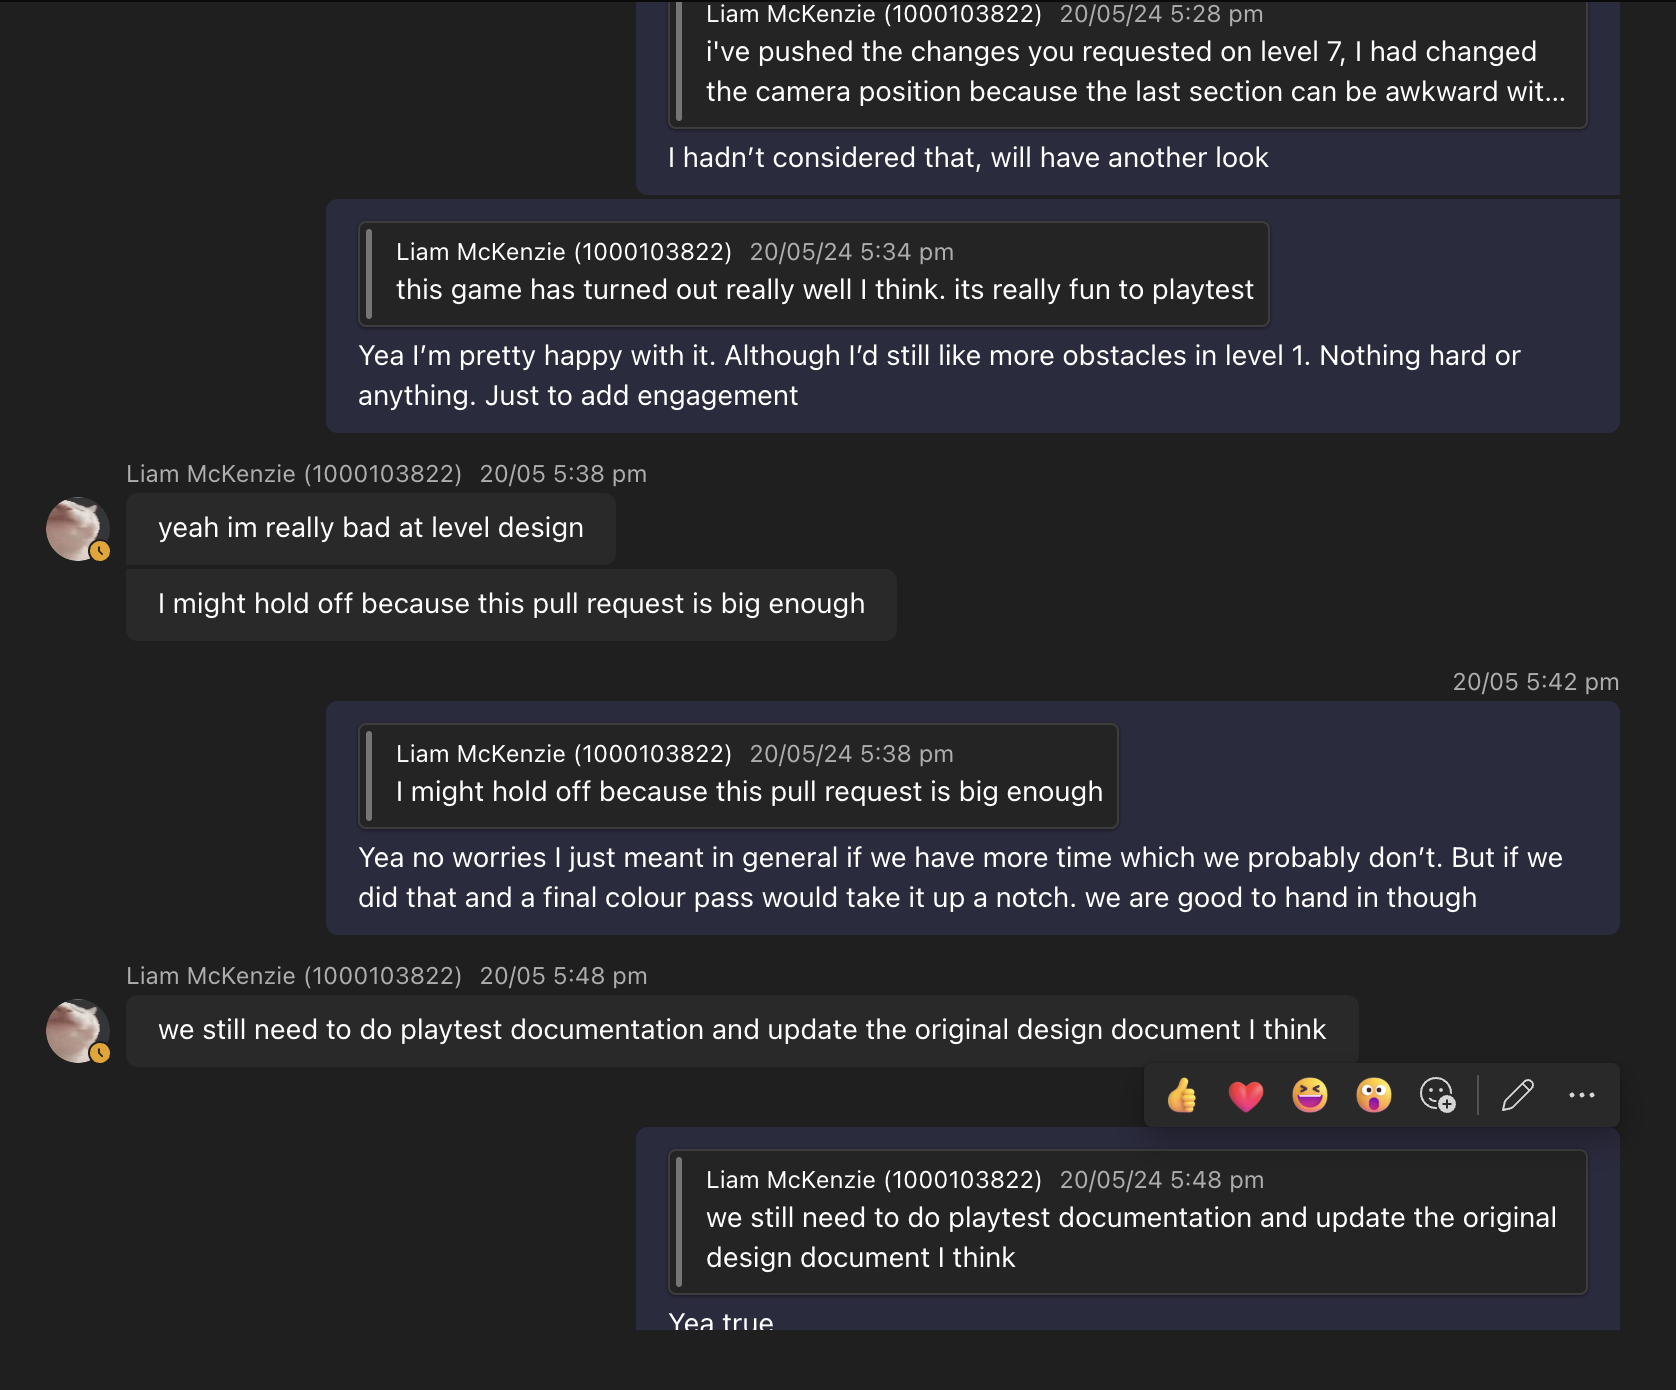 Liam McKenzie (1000103822) 20/05/24 5:28 pm
i've pushed the changes you requested on level 7, I had changed
the camera position because the last section can be awkward wit...
I hadn’t considered that, will have another look
Liam McKenzie (1000103822) 20/05/24 5:34 pm
this game has turned out really well I think. its really fun to playtest
Yea I’m pretty happy with it. Although I’d still like more obstacles in level 1. Nothing hard or
anything. Just to add engagement
Liam McKenzie (1000103822) 20/05 5:38 pm
yeah im really bad at level design
I might hold off because this pull request is big enough
20/05 5:42 pm
Liam McKenzie (1000103822) 20/05/24 5:38 pm
I might hold off because this pull request is big enough
Yea no worries I just meant in general if we have more time which we probably don’t. But if we
did that and a final colour pass would take it up a notch. we are good to hand in though
Liam McKenzie (1000103822) 20/05 5:48 pm
we still need to do playtest documentation and update the original design document I think
Liam McKenzie (1000103822) 20/05/24 5:48 pm
we still need to do playtest documentation and update the original
design document I think
Yea true